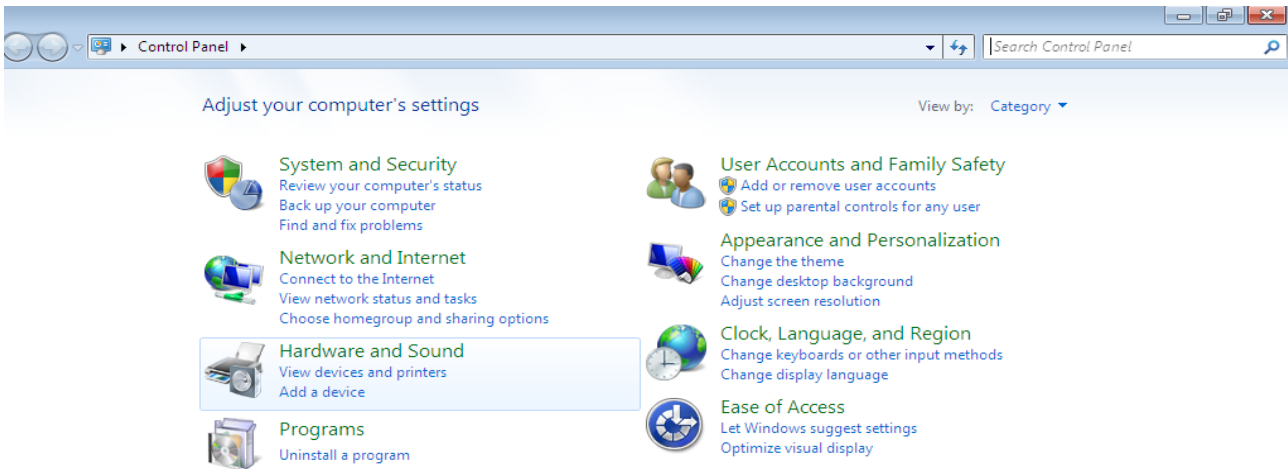 Control Panel
Search Control Panel
Adjust your computer's settings
View by: Category
System and Security
Review your computer's status
Back up your computer
Find and fix problems
Network and Internet
Connect to the Internet
View network status and tasks
Choose homegroup and sharing options
Hardware and Sound
View devices and printers
Add a device
Programs
Uninstall a program
User Accounts and Family Safety
Add or remove user accounts
Set up parental controls for any user
Appearance and Personalization
Change the theme
Change desktop background
Adjust screen resolution
Clock, Language, and Region
Change keyboards or other input methods
Change display language
Ease of Access
Let Windows suggest settings
Optimize visual display